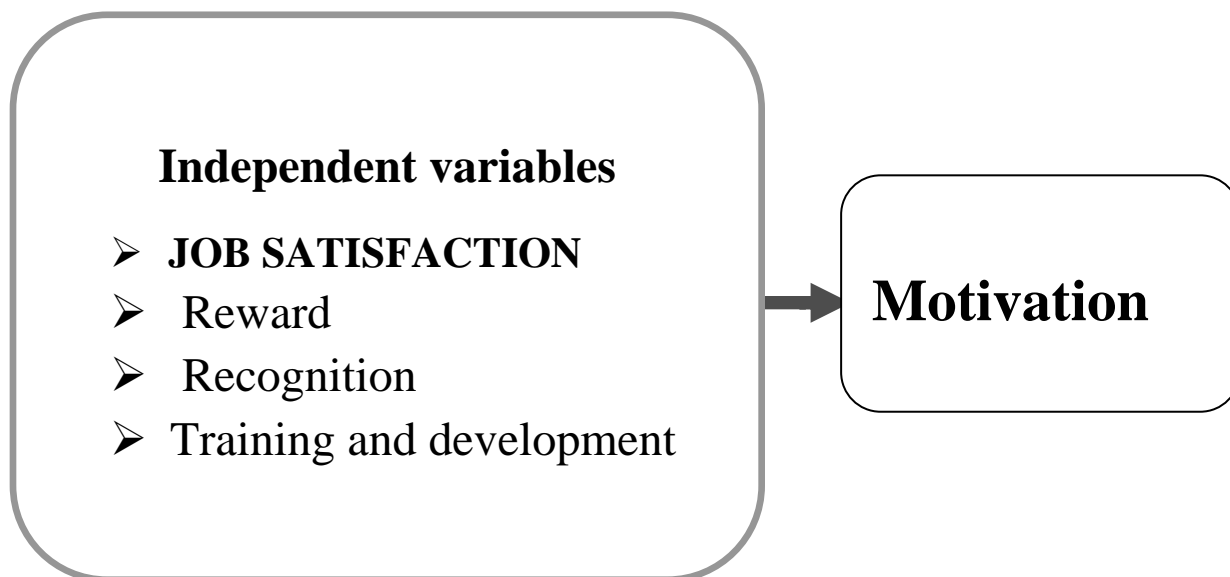 Independent variables
➢ JOB SATISFACTION
➢ Reward
➢ Recognition
➢ Training and development
Motivation